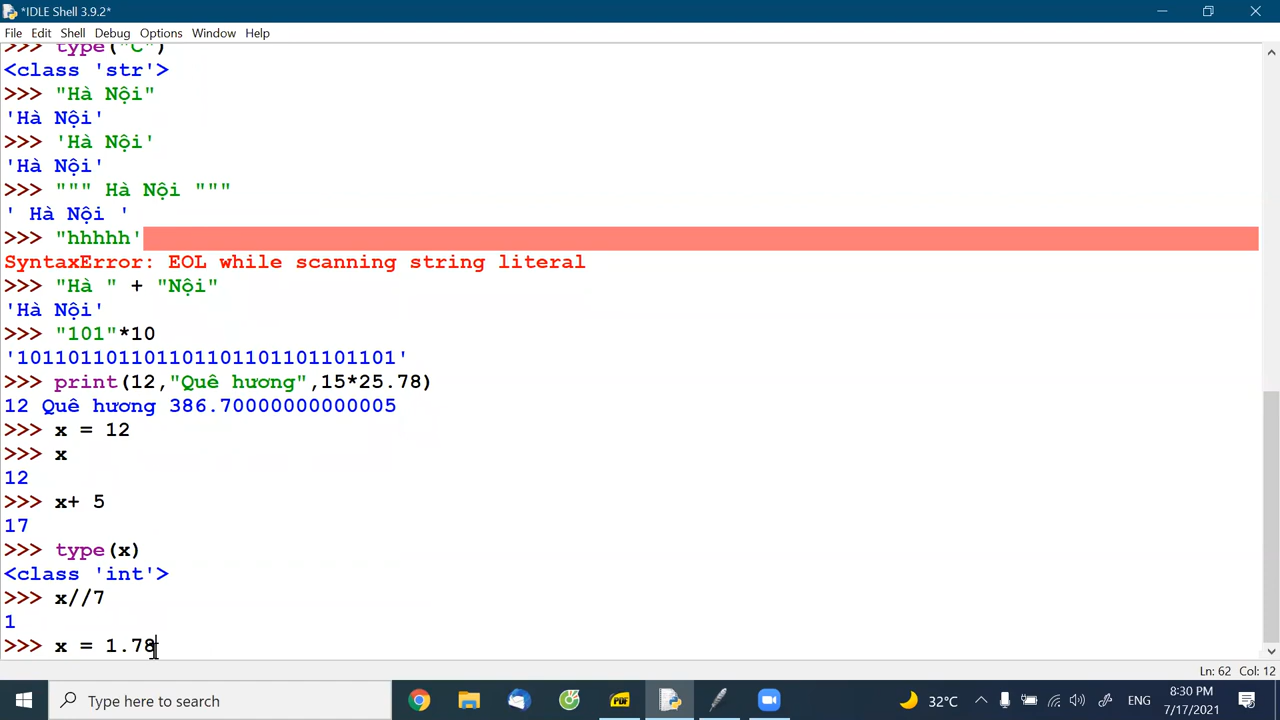 *IDLE Shell 3.9.2*
File Edit Shell Debug Options Window Help
>>> type("C")
<class 'str'>
>>> "Hà Nội"
'Hà Nội'
>>> 'Hà Nội'
'Hà Nội'
>>> """ Hà Nội """
' Hà Nội '
>>> "hhhhh'
SyntaxError: EOL while scanning string literal
>>> "Hà " + "Nội"
'Hà Nội'
>>> "101"*10
'101101101101101101101101101101'
>>> print(12,"Quê hương",15*25.78)
12 Quê hương 386.70000000000005
>>> x = 12
>>> x
12
>>> x+ 5
17
>>> type(x)
<class 'int'>
>>> x//7
1
>>> x = 1.78
Ln: 62 Col: 12
Type here to search
PDF
32°C
ENG
8:30 PM
7/17/2021